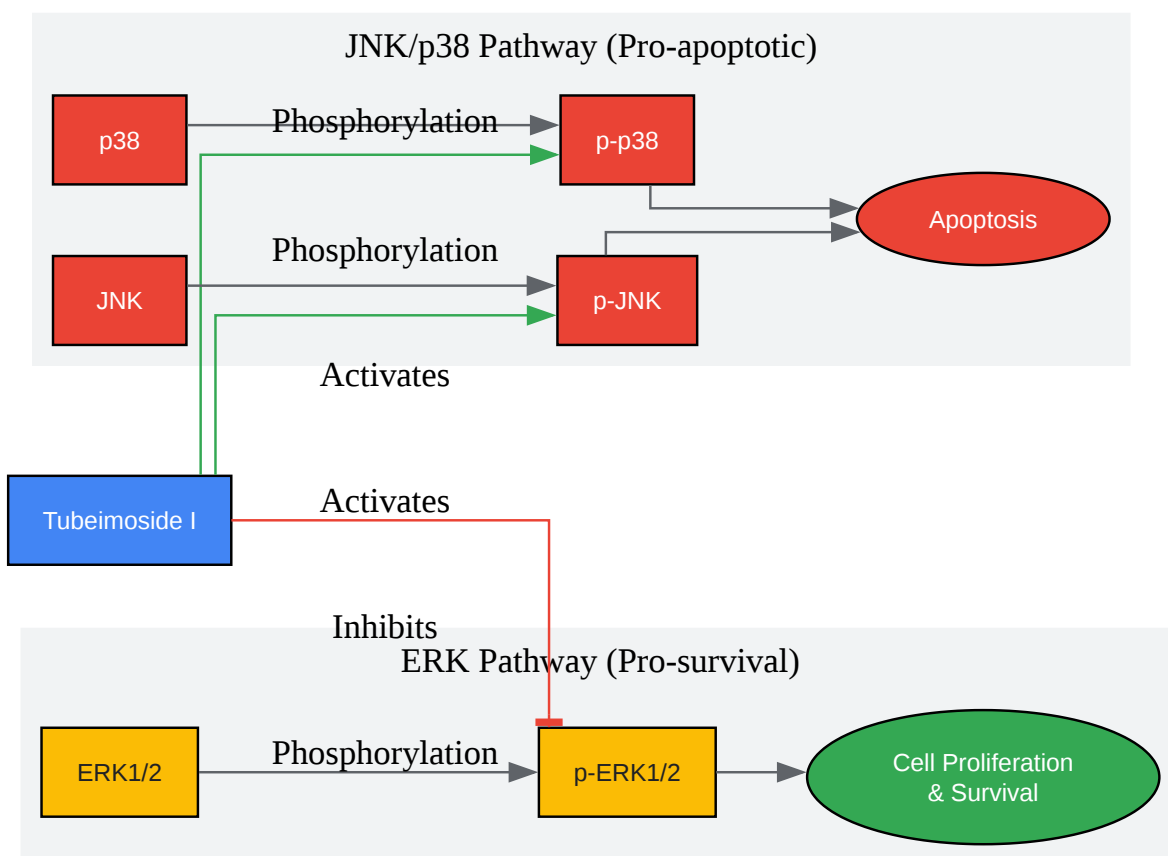 JNK/p38 Pathway (Pro-apoptotic)
p38
Phosphorylation
p-p38
Apoptosis
JNK
Phosphorylation
p-JNK
Activates
Tubeimoside I
Activates
Inhibits
ERK Pathway (Pro-survival)
ERK1/2
Phosphorylation
p-ERK1/2
Cell Proliferation
& Survival